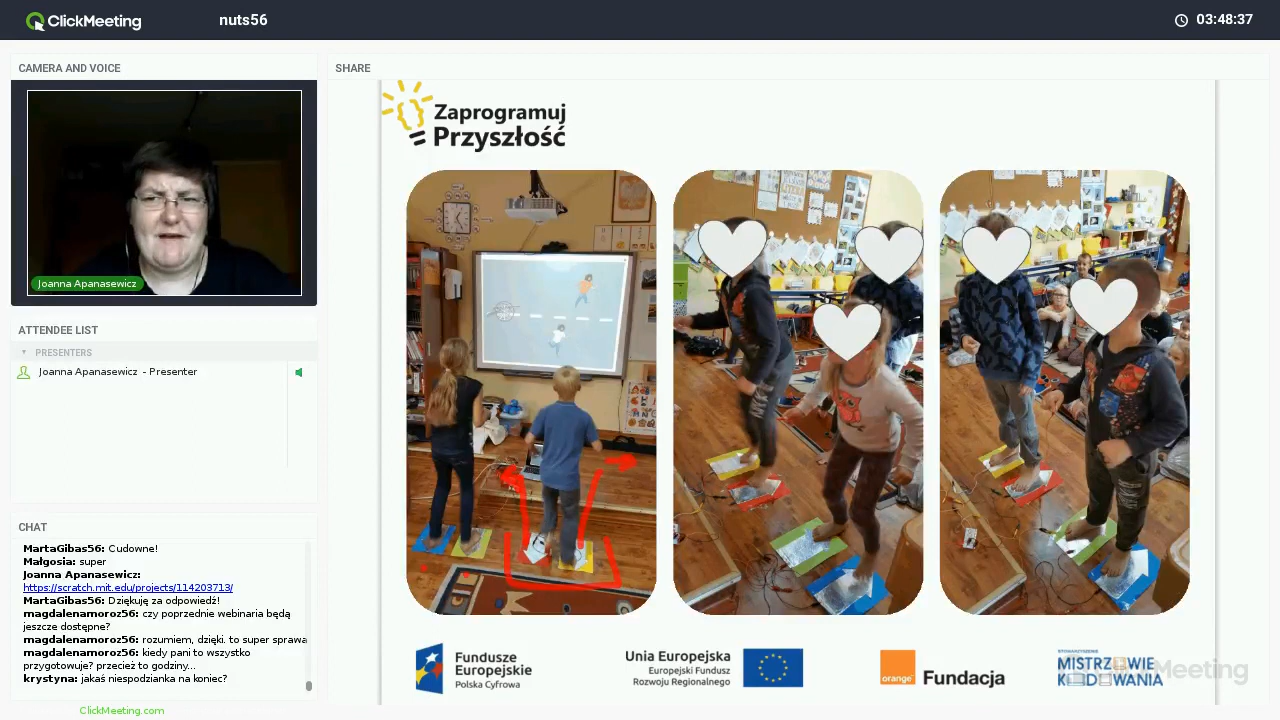 ClickMeeting
nuts56
03:48:37
CAMERA AND VOICE
Joanna Apanasewicz
ATTENDEE LIST
PRESENTERS
Joanna Apanasewicz - Presenter
CHAT
MartaGibas56: Cudowne!
Małgosia: super
Joanna Apanasewicz:
https://scratch.mit.edu/projects/114203713/
MartaGibas56: Dziękuję za odpowiedź!
magdalenamoroz56: czy poprzednie webinaria będą
jeszcze dostępne?
magdalenamoroz56: rozumiem, dzięki. to super sprawa
magdalenamoroz56: kiedy pani to wszystko
przygotowuje? przecież to godziny...
krystyna: jakaś niespodzianka na koniec?
ClickMeeting.com
SHARE
Zaprogramuj
Przyszłość
Fundusze
Europejskie
Polska Cyfrowa
Unia Europejska
Europejski Fundusz
Rozwoju Regionalnego
orange
Fundacja
STOWARZYSZENIE
MISTRZOWIE
KODOWANIA
ClickMeeting